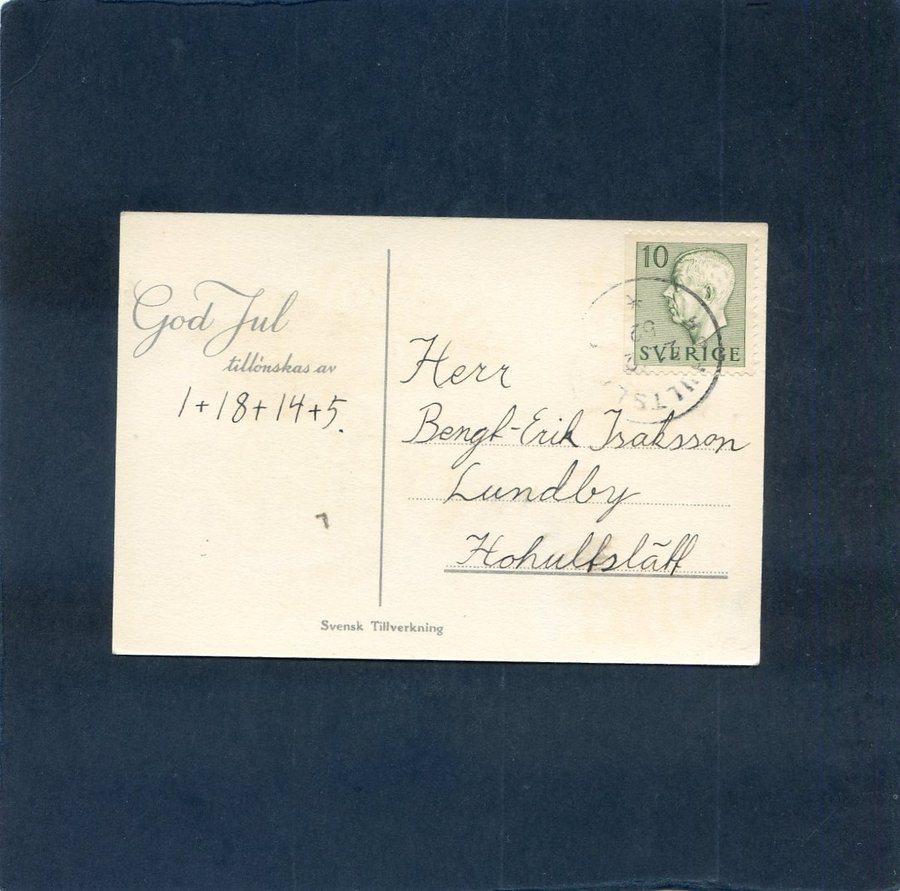 God Jul
tillönskas av
1+18+14+5.
10
SVERIGE
Herr
Bengt-Erik Isaksson
Lundby
Hohultslätt
Svensk Tillverkning